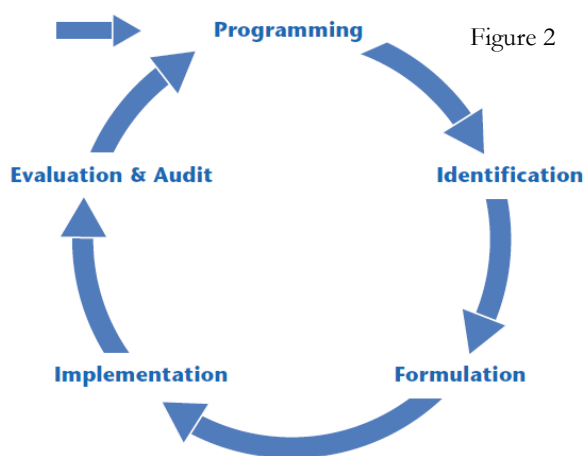 Programming
Figure 2
Evaluation & Audit
Identification
Implementation
Formulation